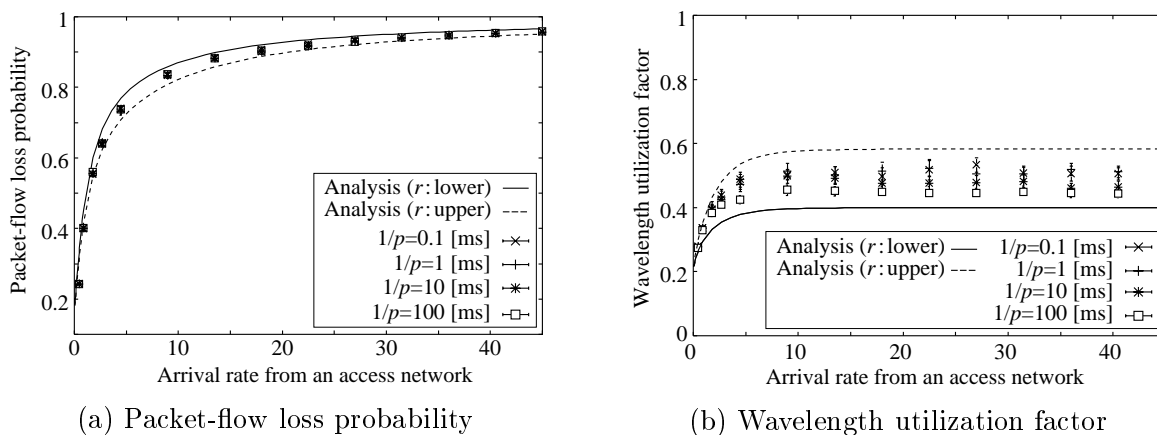 Packet-flow loss probability
1
0.8
0.6
0.4
0.2
0
10
20
30
40
Analysis (r: lower)
Analysis (r: upper)
1/p=0.1 [ms]
1/p=1 [ms]
1/p=10 [ms]
1/p=100 [ms]
Arrival rate from an access network
(a) Packet-flow loss probability
Wavelength utilization factor
1
0.8
0.6
0.4
0.2
0
0
10
20
30
40
Analysis (r: lower)
Analysis (r: upper)
1/p=0.1 [ms]
1/p=1 [ms]
1/p=10 [ms]
1/p=100 [ms]
Arrival rate from an access network
(b) Wavelength utilization factor